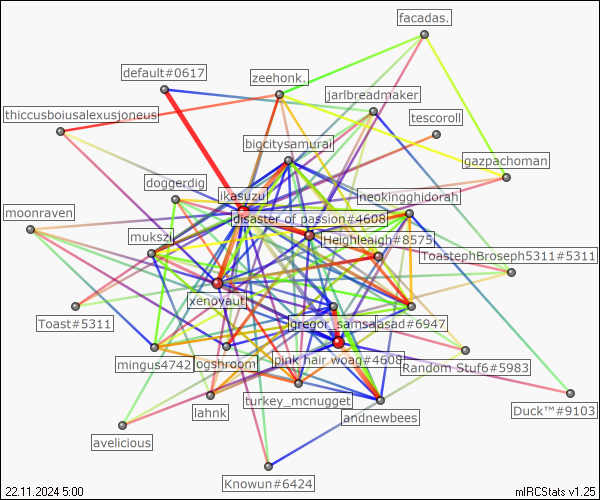 facadas.
default#0617
zeehonk.
jarlbreadmaker
thiccusboiusalexusjoneus
tescoroll
bigcitysamurai
gazpachoman
doggerdig
ikasuzu
neokingghidorah
moonraven
disaster of passion#4608
mukszi
Heighleaigh#8575
ToastephBroseph5311#5311
xenoyaut
Toast#5311
gregor_samsa
asad#6947
mingus4742
ogshroom
pink hair woag#4608
Random Stuf6#5983
lahnk
turkey_mcnugget
andnewbees
Duck™#9103
avelicious
Knowun#6424
22.11.2024 5:00
mIRCStats v1.25